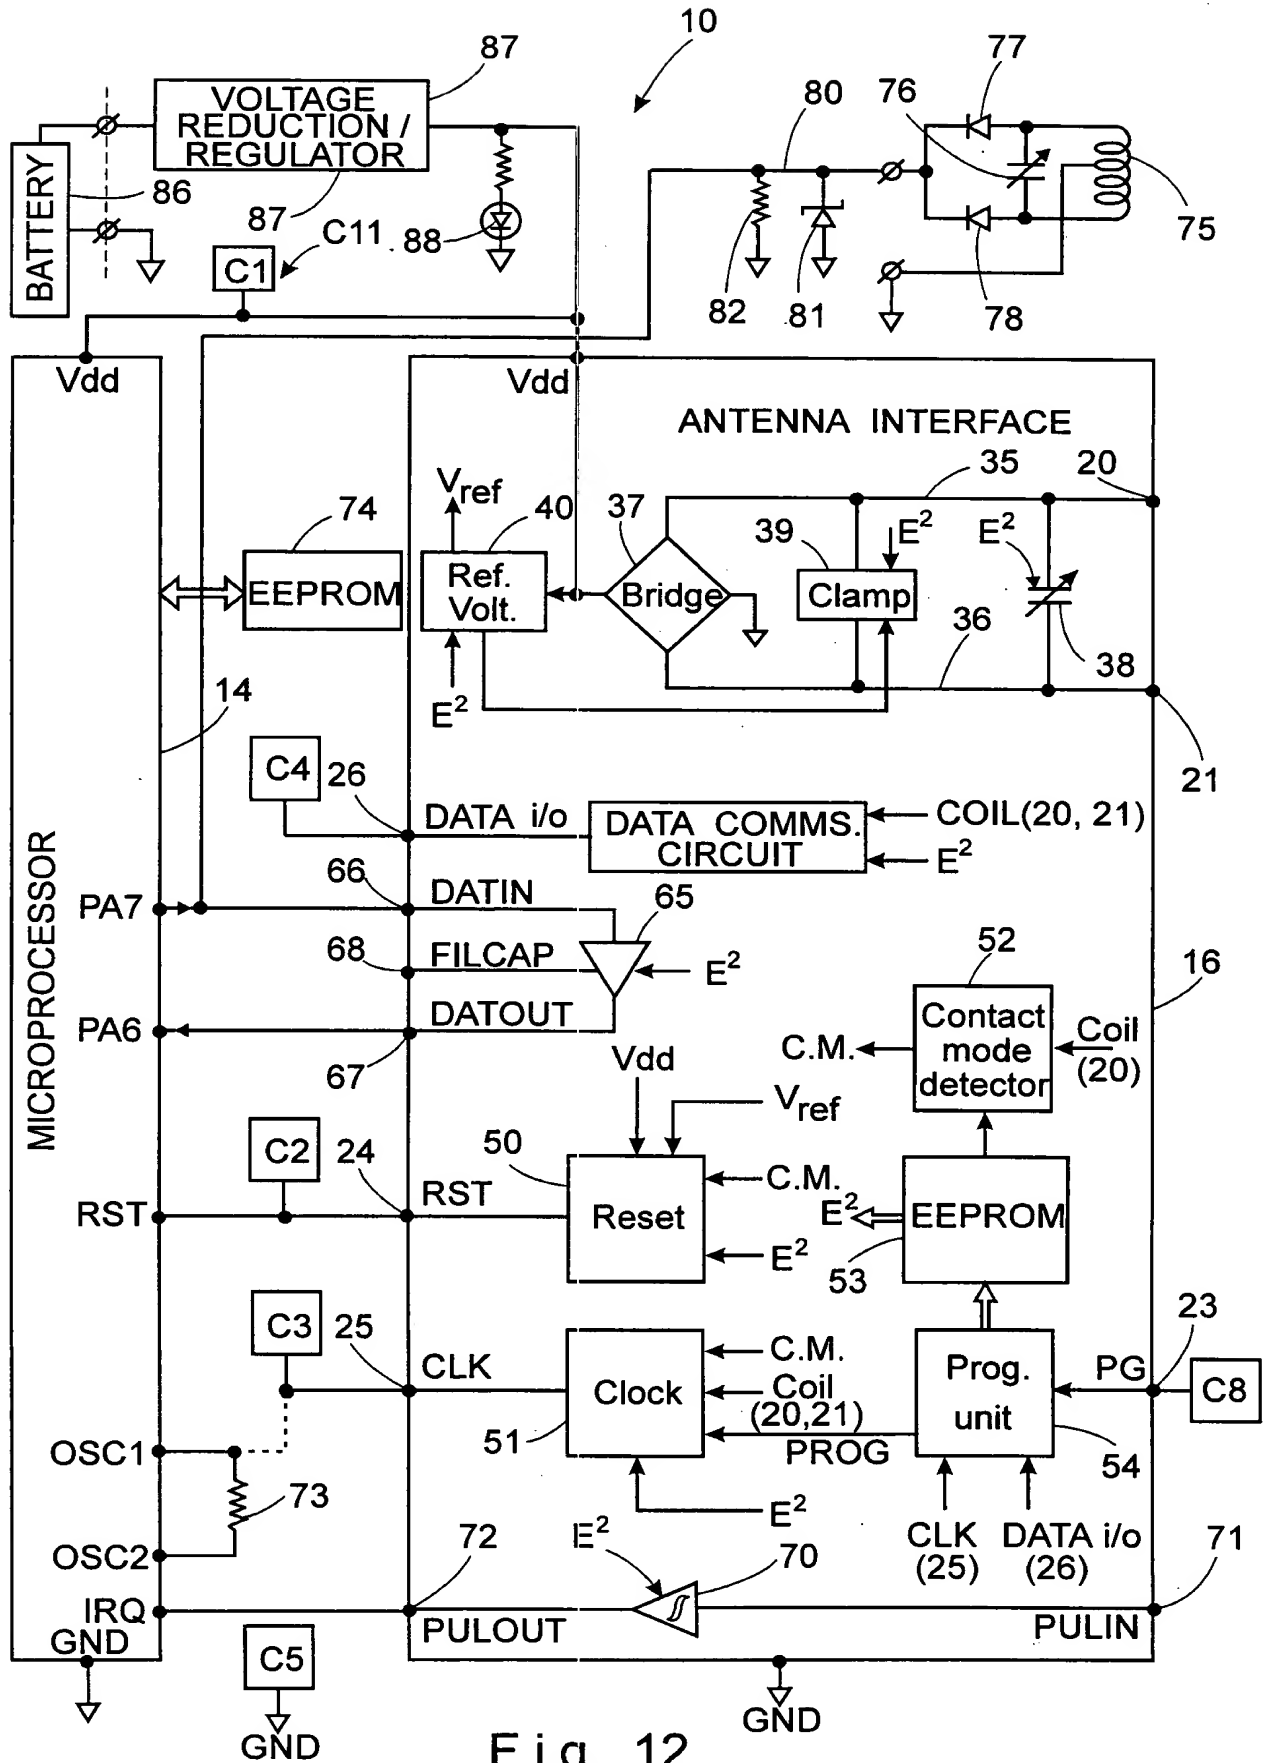 10
87
77
76
80
VOLTAGE
REDUCTION /
REGULATOR
BATTERY
86
87
C11
88
C1
82
81
78
75
Vdd
Vdd
ANTENNA INTERFACE
Vref
40
37
35
20
74
39
E²
E²
EEPROM
Ref.
Volt.
Bridge
Clamp
36
38
E²
14
21
C4
26
DATA i/o
DATA COMMS.
CIRCUIT
COIL(20, 21)
E²
MICROPROCESSOR
66
DATIN
65
PA7
68
FILCAP
E²
52
16
PA6
DATOUT
67
Contact
mode
detector
C.M.
Coil
(20)
Vdd
Vref
C2
24
50
C.M.
RST
RST
Reset
E²
E²
EEPROM
53
C3
25
23
CLK
C.M.
Clock
Coil
(20,21)
PROG
51
Prog.
unit
PG
C8
54
OSC1
73
E²
OSC2
72
E²
70
CLK
(25)
DATA i/o
(26)
71
IRQ
PULOUT
PULIN
GND
C5
GND
GND
Fig. 12